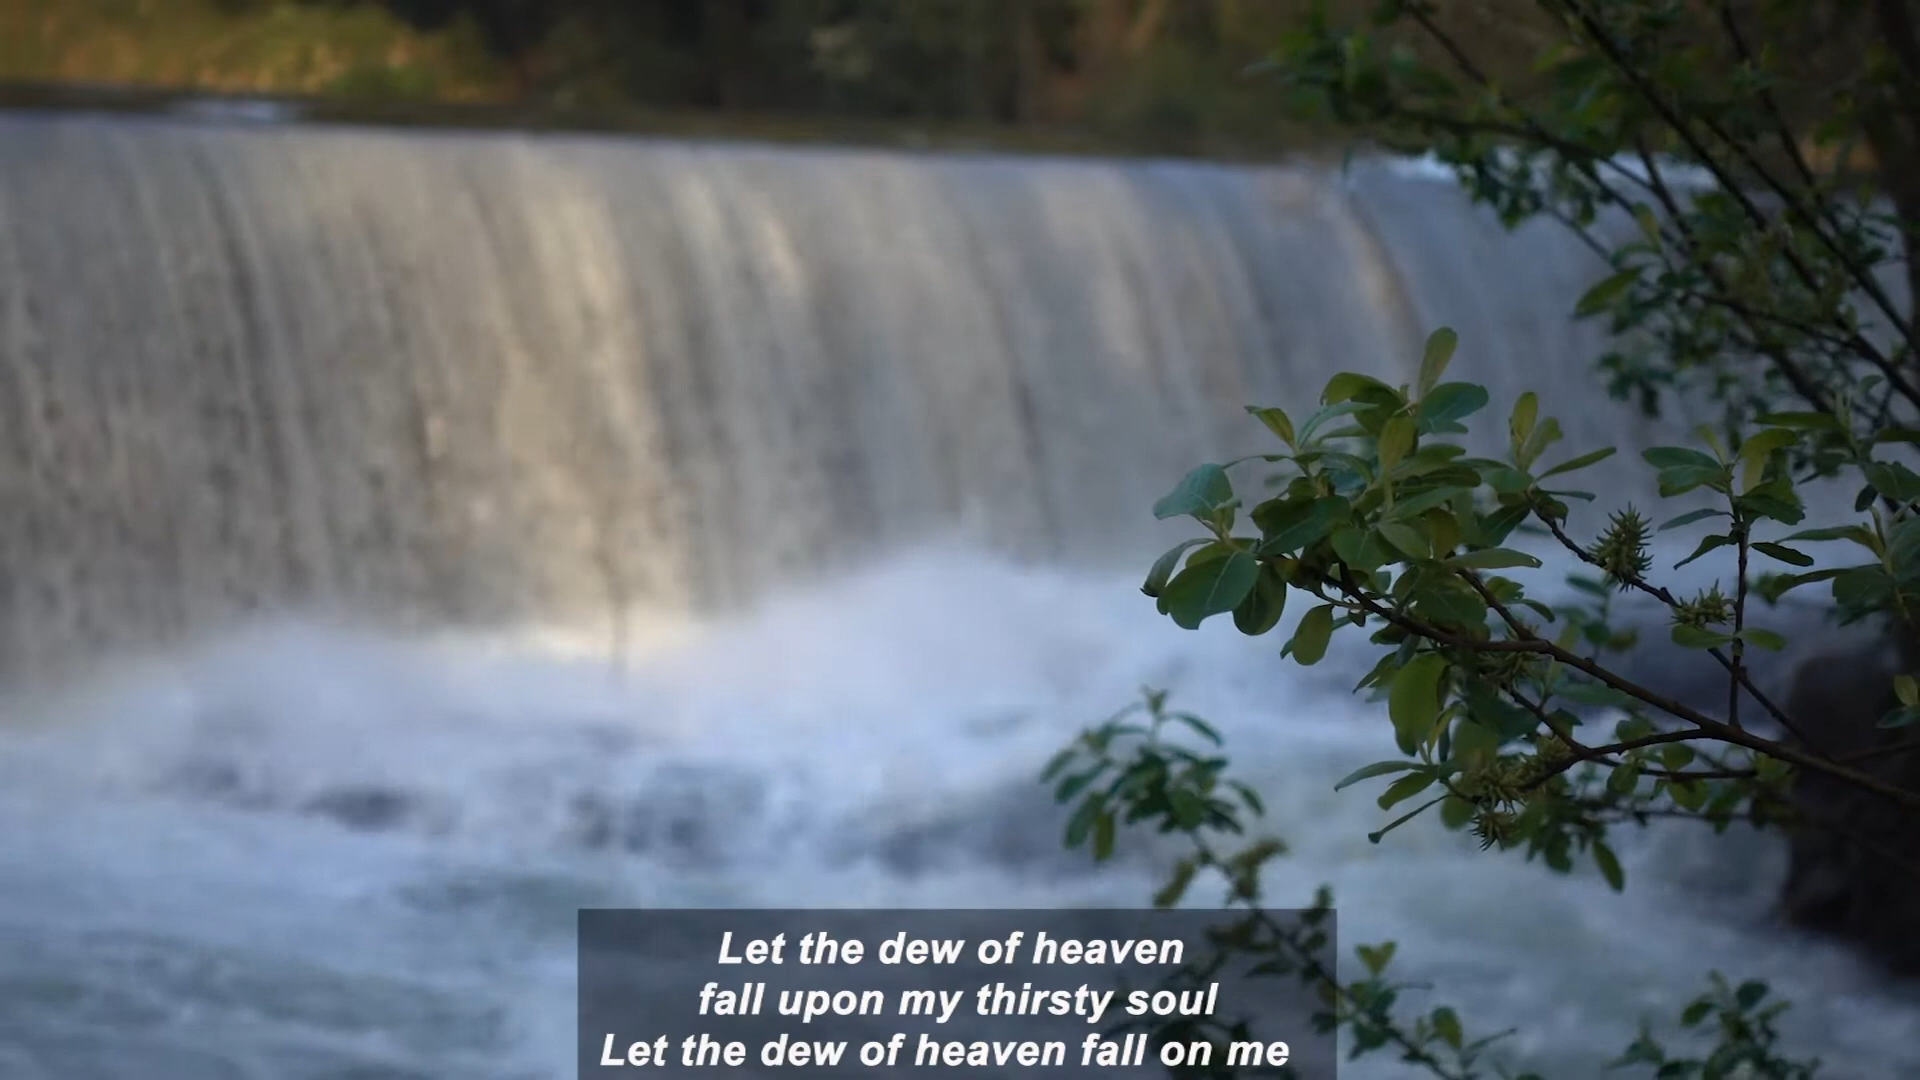 Let the dew of heaven
fall upon my thirsty soul
Let the dew of heaven fall on me